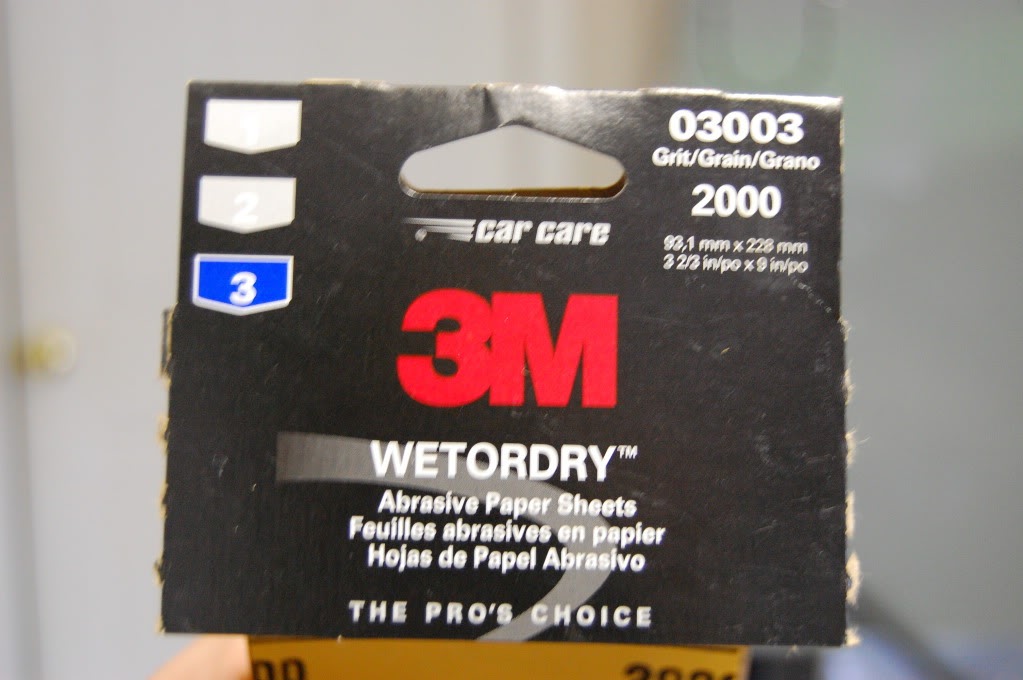 1
2
3
03003
Grit/Grain/Grano
2000
93,1 mm x 228 mm
3 2/3 in/po x 9 in/po
car care
3M
WETORDRY™
Abrasive Paper Sheets
Feuilles abrasives en papier
Hojas de Papel Abrasivo
THE PRO'S CHOICE